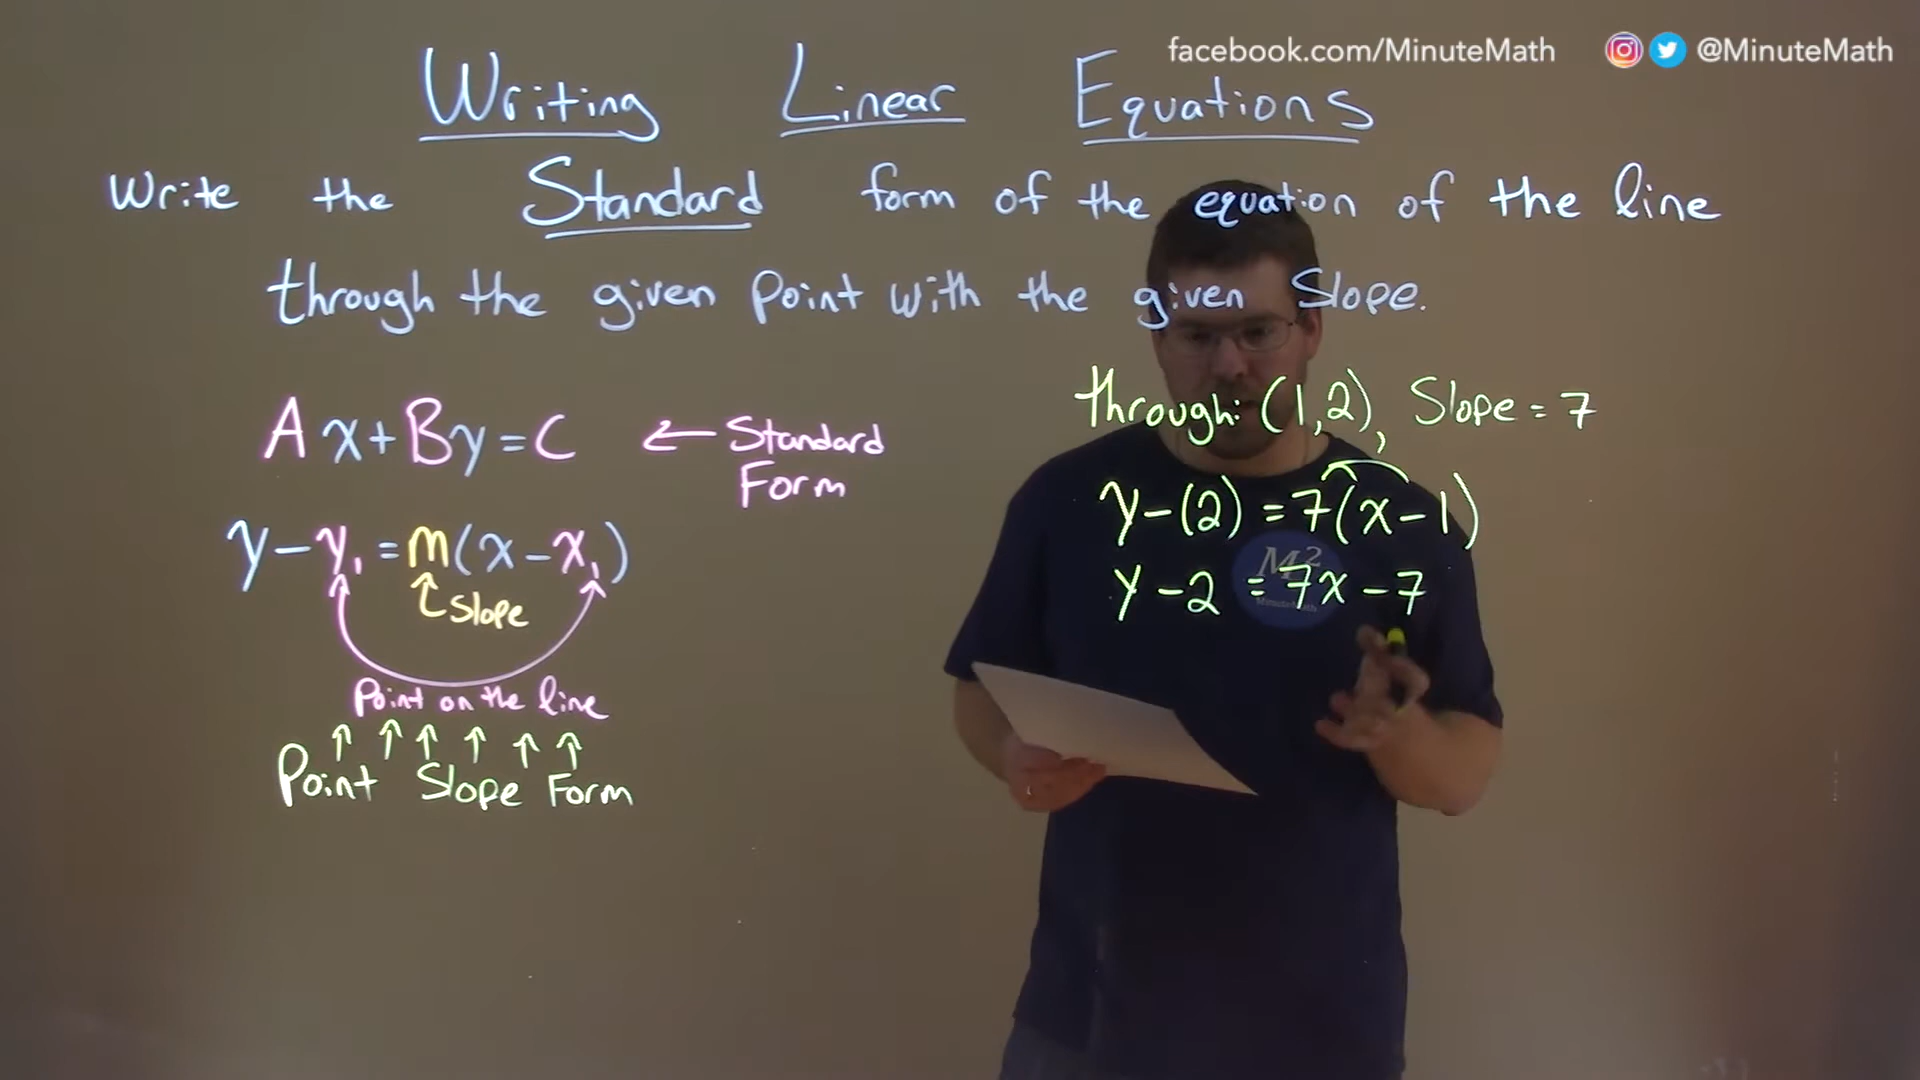 facebook.com/MinuteMath @MinuteMath
Writing Linear Equations
Write the Standard form of the equation of the line
through the given point with the given Slope.
Ax+By=C ← Standard Form
y-y₁=m(x-x₁)
↑ Slope
Point on the line
↑ ↑ ↑ ↑ ↑ ↑
Point Slope Form
through: (1,2), Slope = 7
y-(2) = 7(x-1)
y-2 = 7x-7
M²
MinuteMath